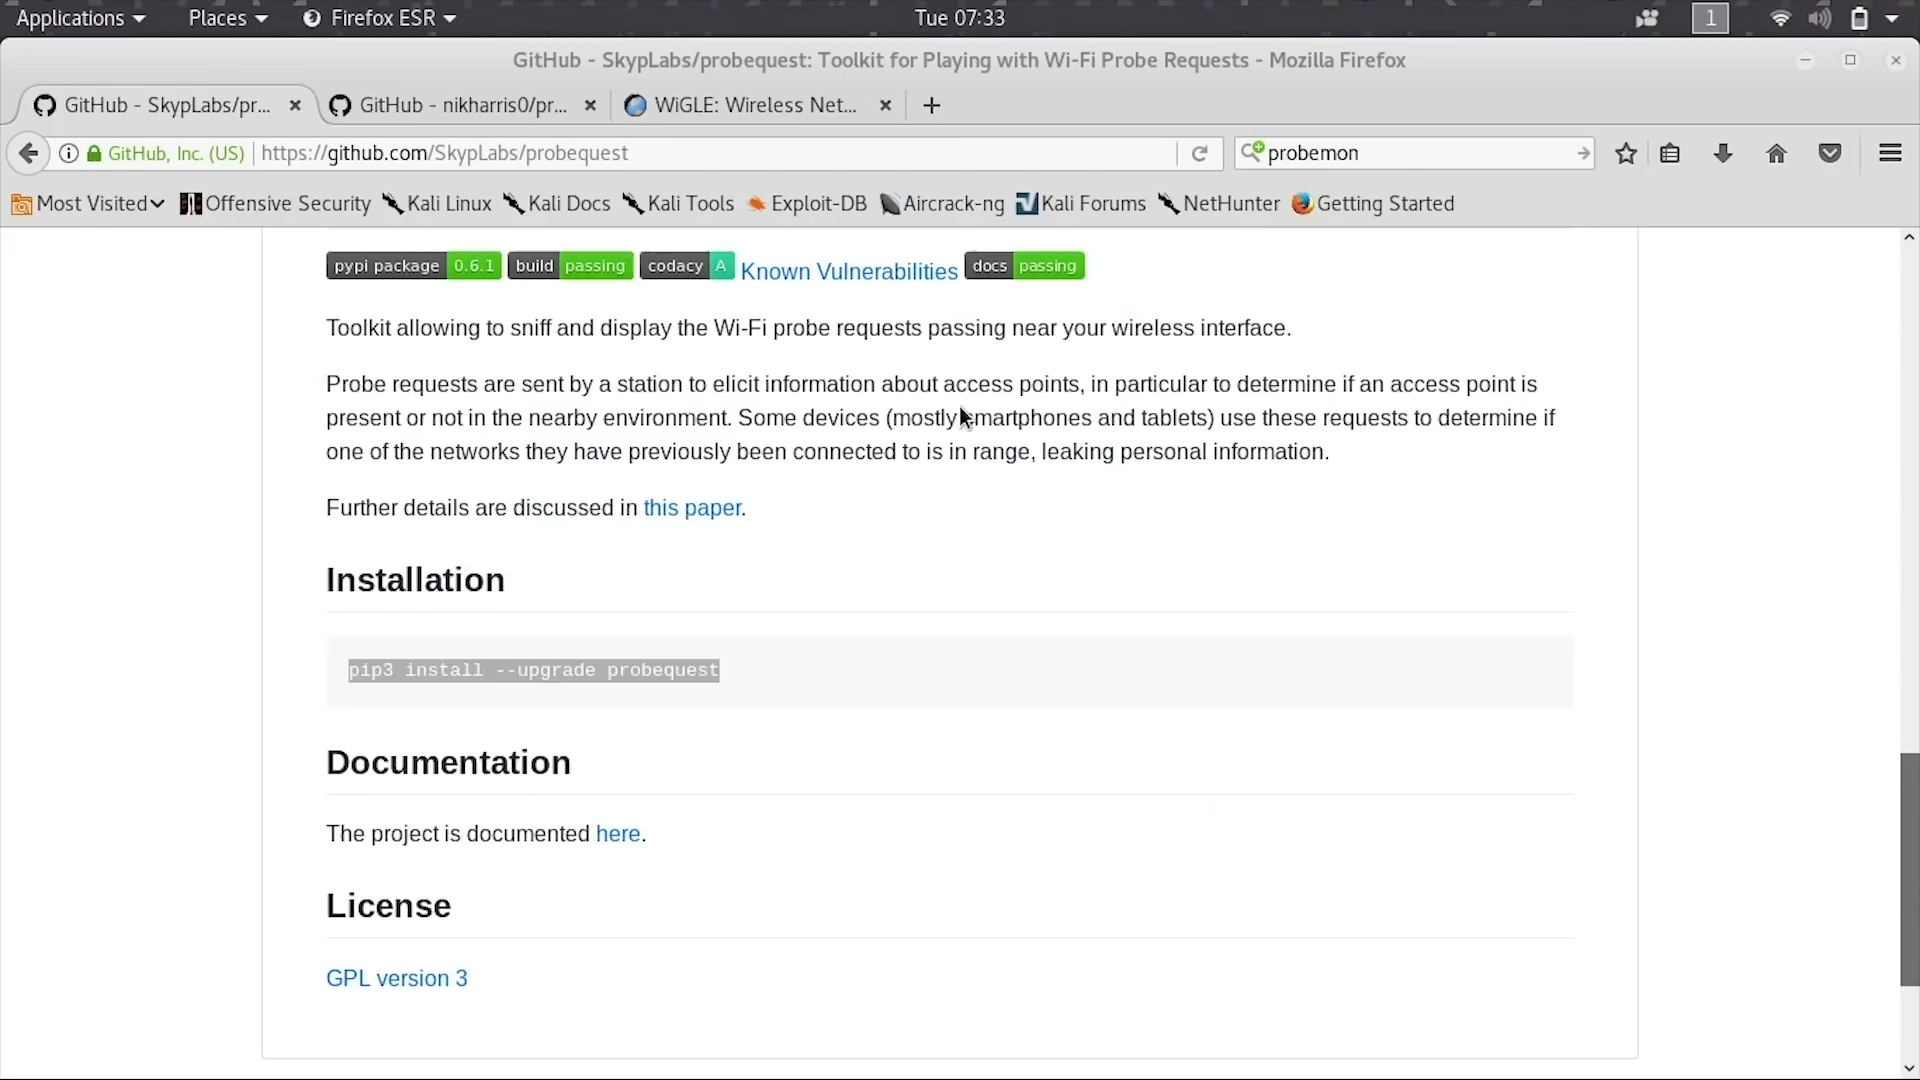 Applications Places Firefox ESR Tue 07:33 1
GitHub - SkypLabs/probequest: Toolkit for Playing with Wi-Fi Probe Requests - Mozilla Firefox
GitHub - SkypLabs/pr... GitHub - nikharris0/pr... WiGLE: Wireless Net...
GitHub, Inc. (US) https://github.com/SkypLabs/probequest probemon
Most Visited Offensive Security Kali Linux Kali Docs Kali Tools Exploit-DB Aircrack-ng Kali Forums NetHunter Getting Started
pypi package 0.6.1 build passing codacy A Known Vulnerabilities docs passing
Toolkit allowing to sniff and display the Wi-Fi probe requests passing near your wireless interface.
Probe requests are sent by a station to elicit information about access points, in particular to determine if an access point is
present or not in the nearby environment. Some devices (mostly smartphones and tablets) use these requests to determine if
one of the networks they have previously been connected to is in range, leaking personal information.
Further details are discussed in this paper.
Installation
pip3 install --upgrade probequest
Documentation
The project is documented here.
License
GPL version 3